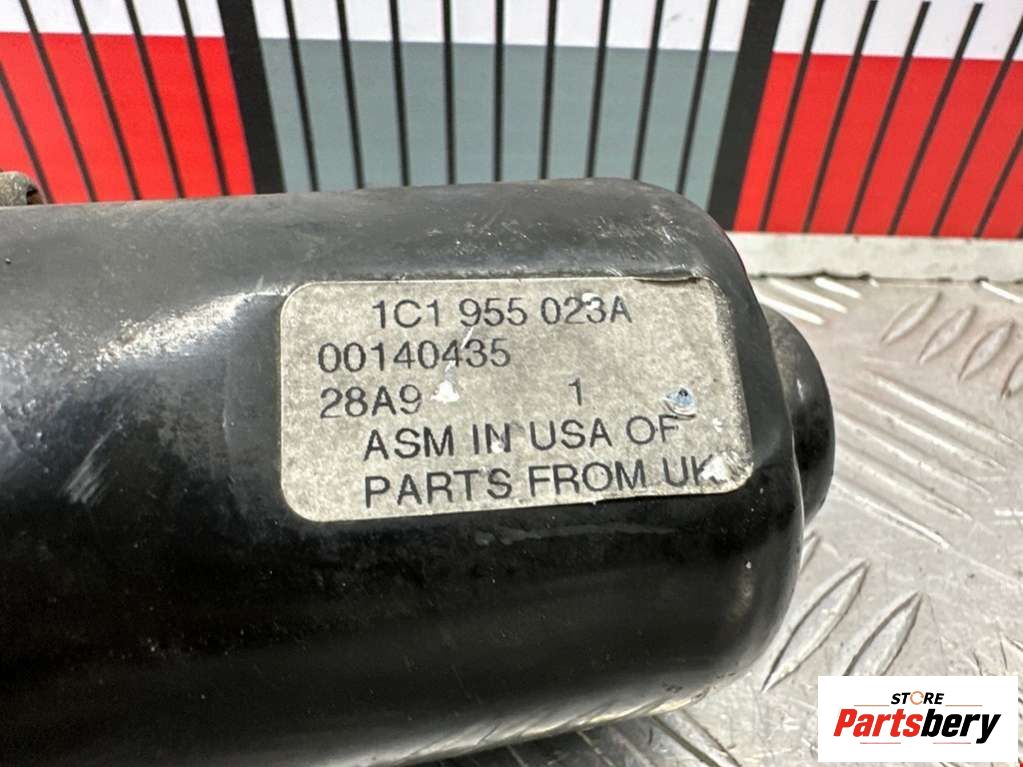 1C1 955 023A
00140435
28A9 1
ASM IN USA OF
PARTS FROM UK
STORE
Partsbery